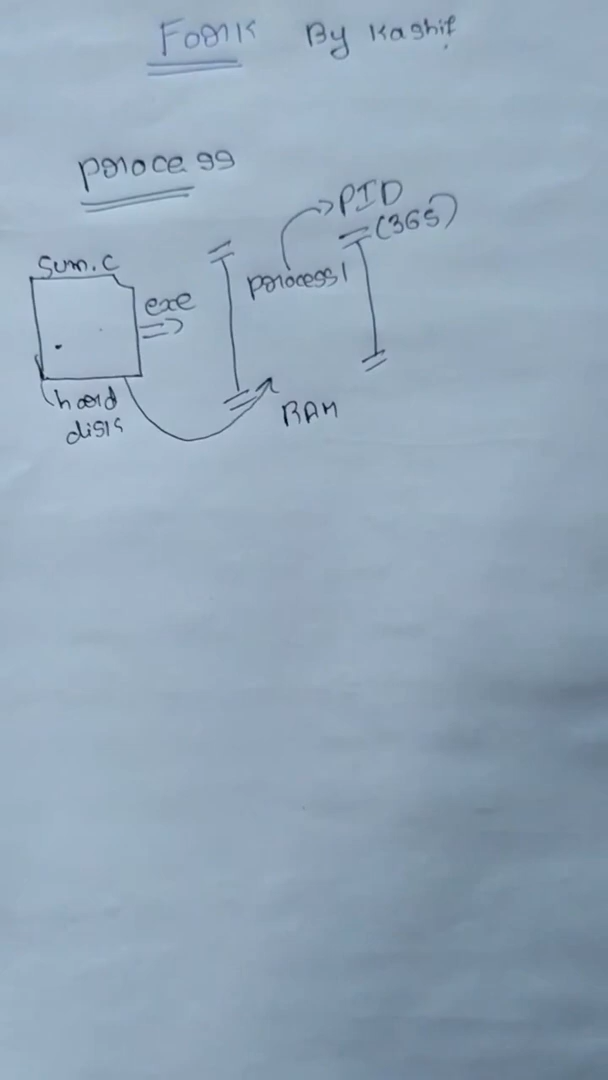 Fork By Kashif
process
PID
(365)
sum.c
exe
process1
hard
disk
RAM